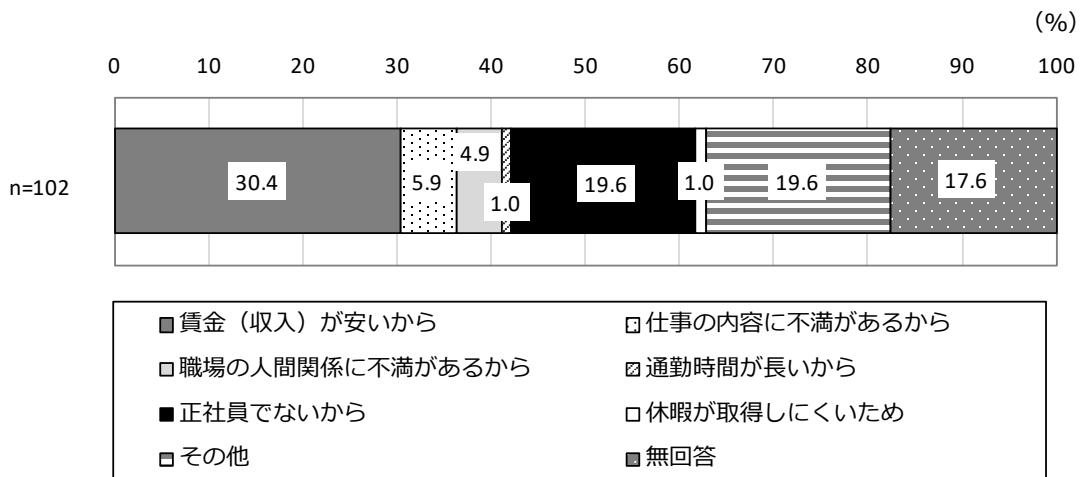 (%)
0 10 20 30 40 50 60 70 80 90 100
n=102
30.4 5.9 4.9 1.0 19.6 1.0 19.6 17.6
賃金（収入）が安いから 仕事の内容に不満があるから
職場の人間関係に不満があるから 通勤時間が長いから
正社員でないから 休暇が取得しにくいため
その他 無回答